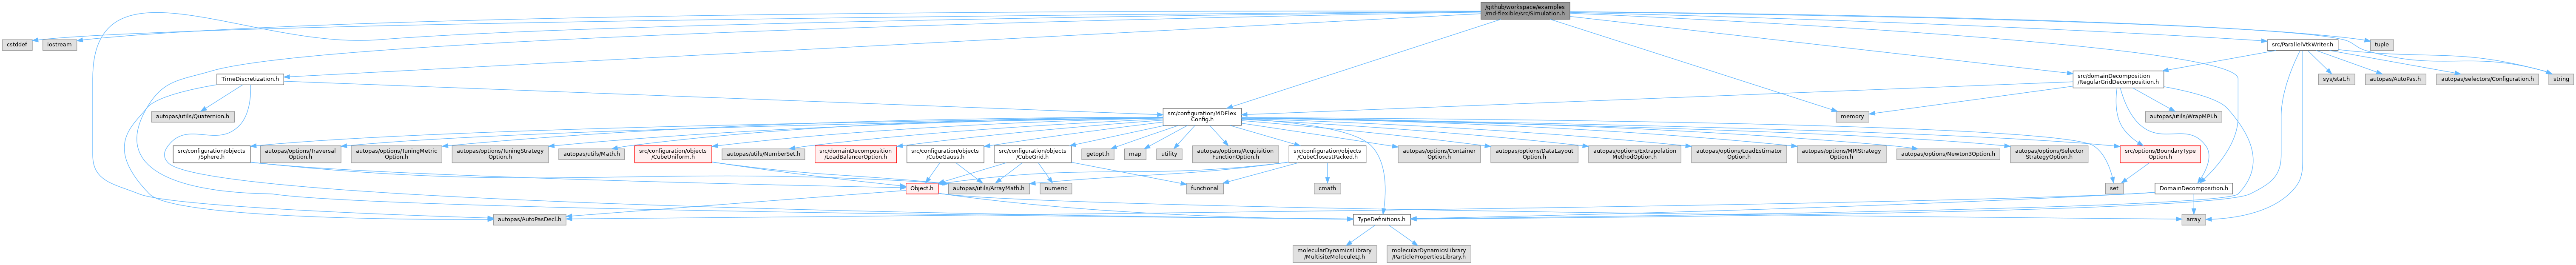 /github/workspace/examples
/md-flexible/src/Simulation.h
cstddef
iostream
src/ParallelVtkWriter.h
tuple
TimeDiscretization.h
src/domainDecomposition
/RegularGridDecomposition.h
sys/stat.h
autopas/AutoPas.h
autopas/selectors/Configuration.h
string
autopas/utils/Quaternion.h
src/configuration/MDFlex
Config.h
memory
autopas/utils/WrapMPI.h
src/configuration/objects
/Sphere.h
autopas/options/Traversal
Option.h
autopas/options/TuningMetric
Option.h
autopas/options/TuningStrategy
Option.h
autopas/utils/Math.h
src/configuration/objects
/CubeUniform.h
autopas/utils/NumberSet.h
src/domainDecomposition
/LoadBalancerOption.h
src/configuration/objects
/CubeGauss.h
src/configuration/objects
/CubeGrid.h
getopt.h
map
utility
autopas/options/Acquisition
FunctionOption.h
src/configuration/objects
/CubeClosestPacked.h
autopas/options/Container
Option.h
autopas/options/DataLayout
Option.h
autopas/options/Extrapolation
MethodOption.h
autopas/options/LoadEstimator
Option.h
autopas/options/MPIStrategy
Option.h
autopas/options/Newton3Option.h
autopas/options/Selector
StrategyOption.h
src/options/BoundaryType
Option.h
Object.h
autopas/utils/ArrayMath.h
numeric
functional
cmath
set
DomainDecomposition.h
autopas/AutoPasDecl.h
TypeDefinitions.h
array
molecularDynamicsLibrary
/MultisiteMoleculeLJ.h
molecularDynamicsLibrary
/ParticlePropertiesLibrary.h